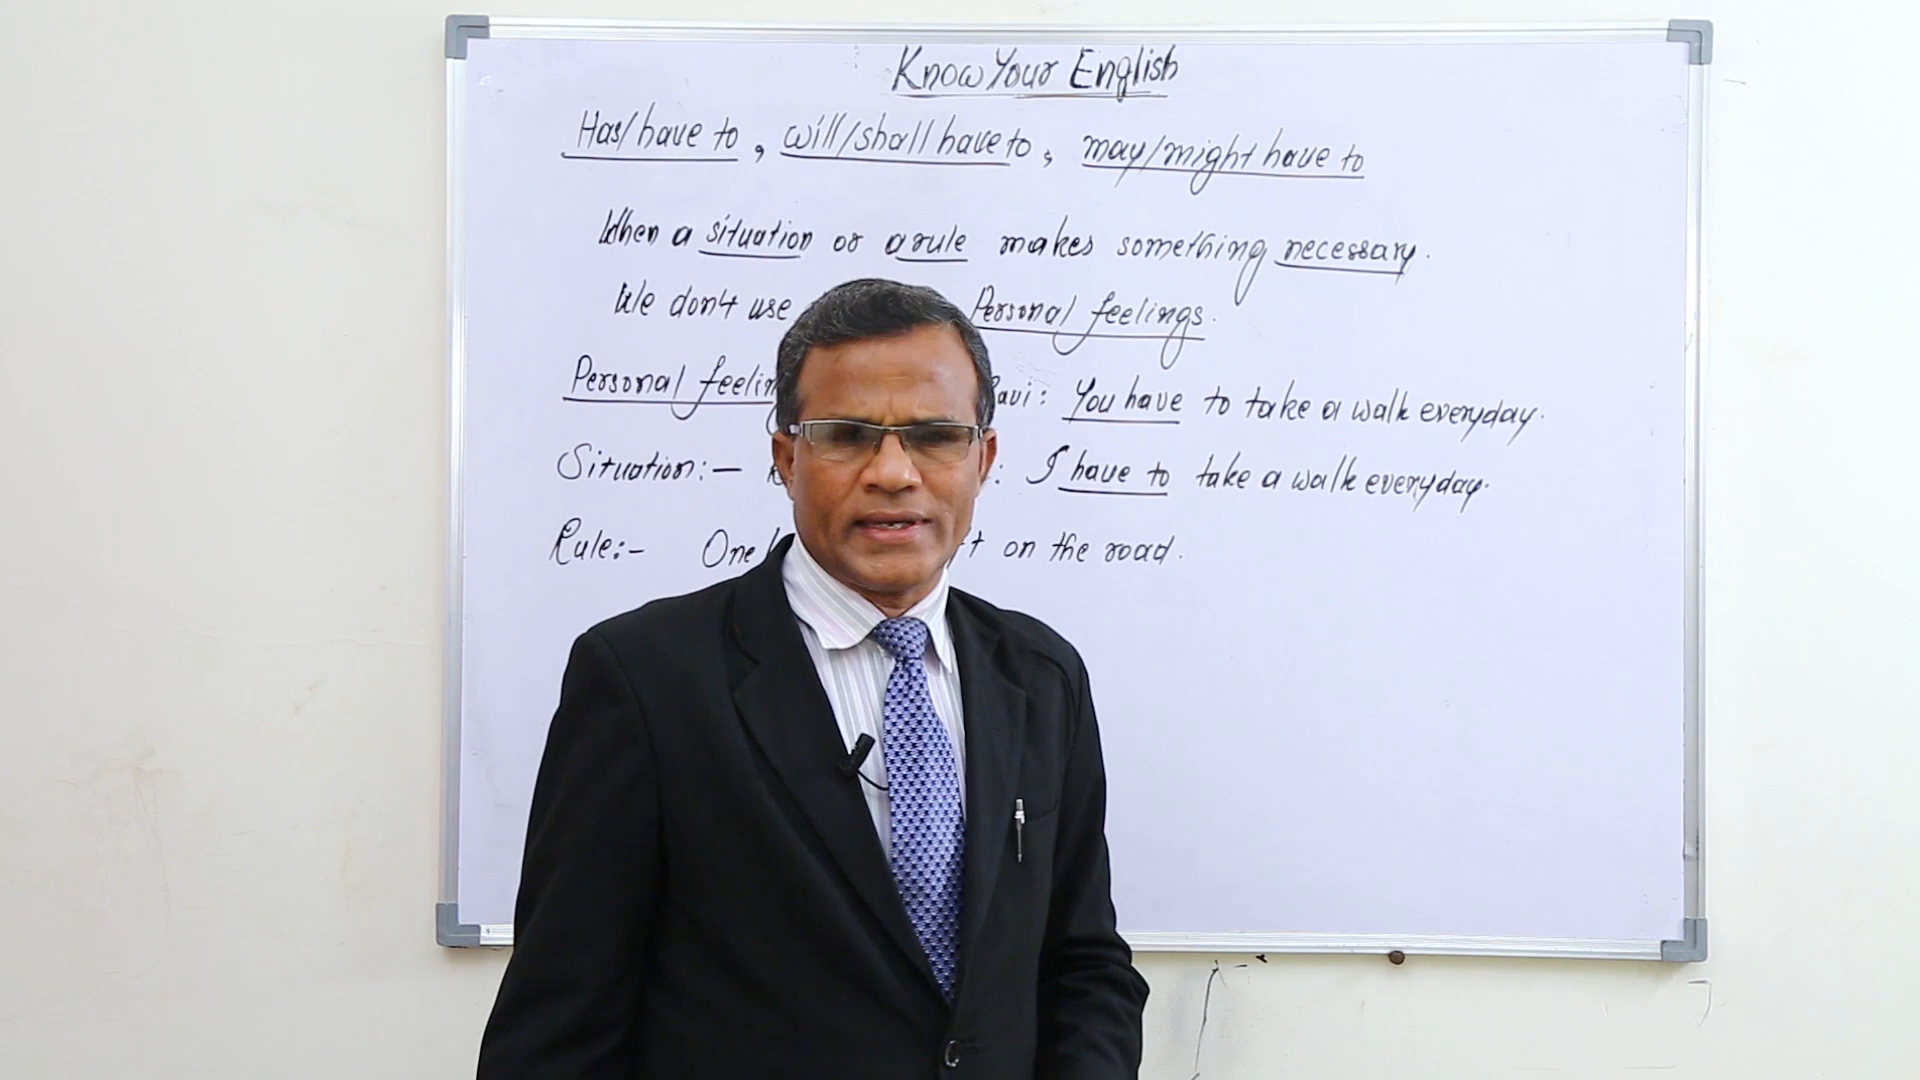 Know Your English
Has/have to, will/shall have to, may/might have to
When a situation or a rule makes something necessary.
We don't use Personal feelings.
Personal : You have to take a walk everyday.
Situation:- : I have to take a walk everyday.
Rule:- One on the road.